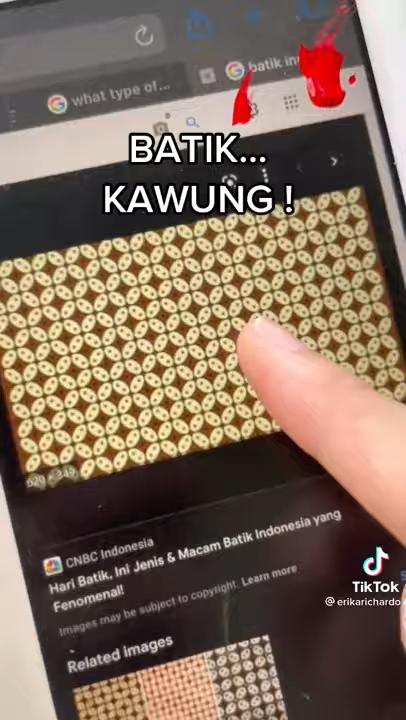 what type of...
batik in
BATIK...
KAWUNG !
CNBC Indonesia
Hari Batik, Ini Jenis & Macam Batik Indonesia yang
Fenomenal!
Images may be subject to copyright. Learn more
Related images
TikTok
@erikarichardo